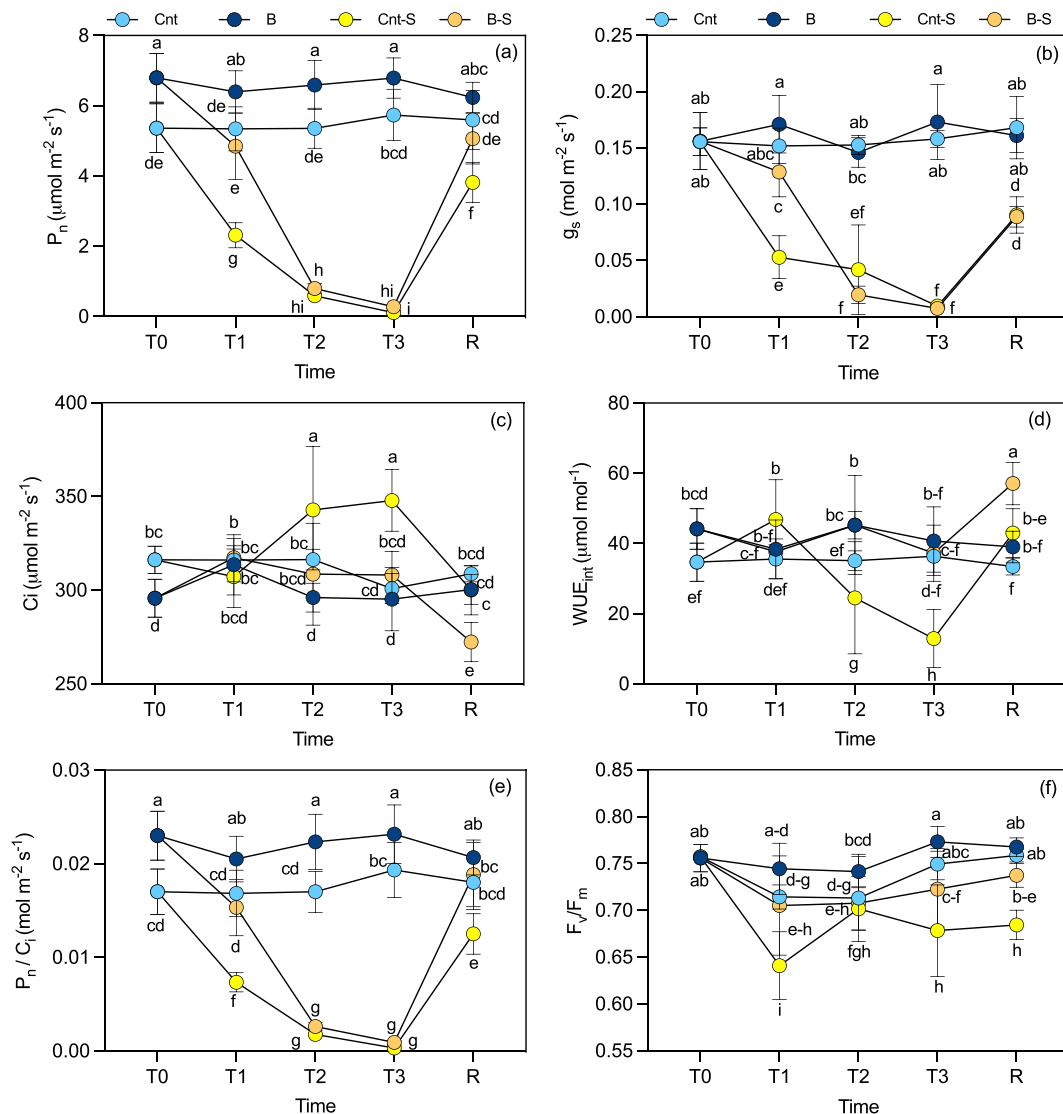 Cnt B Cnt-S B-S Cnt B Cnt-S B-S
(a)
8
6
4
2
0
Pn (μmol m-2 s-1)
a ab a a abc
de cd
de de bcd de
e f
g h hi
hi i
T0 T1 T2 T3 R
Time
(b)
0.25
0.20
0.15
0.10
0.05
0.00
gs (mol m-2 s-1)
a a
ab ab ab
abc
ab bc ab ab
c ef d
e f d
f f
T0 T1 T2 T3 R
Time
(c)
400
350
300
250
Ci (μmol m-2 s-1)
a a
bc b bc bcd bcd
bc
bc bcd cd cd
d bcd d d c
e
T0 T1 T2 T3 R
Time
(d)
80
60
40
20
0
WUEint (μmol mol-1)
a
bcd b b b-f
bc b-e
b-f
c-f ef c-f b-f
ef def d-f f
g h
T0 T1 T2 T3 R
Time
(e)
0.03
0.02
0.01
0.00
Pn / Ci (mol m-2 s-1)
a ab a a ab
cd cd bc bc
cd d bcd
f g g e
g g
T0 T1 T2 T3 R
Time
(f)
0.85
0.80
0.75
0.70
0.65
0.60
0.55
Fv/Fm
ab a-d bcd a ab
abc ab
ab d-g d-g
e-h c-f b-e
e-h fgh
i h h
T0 T1 T2 T3 R
Time